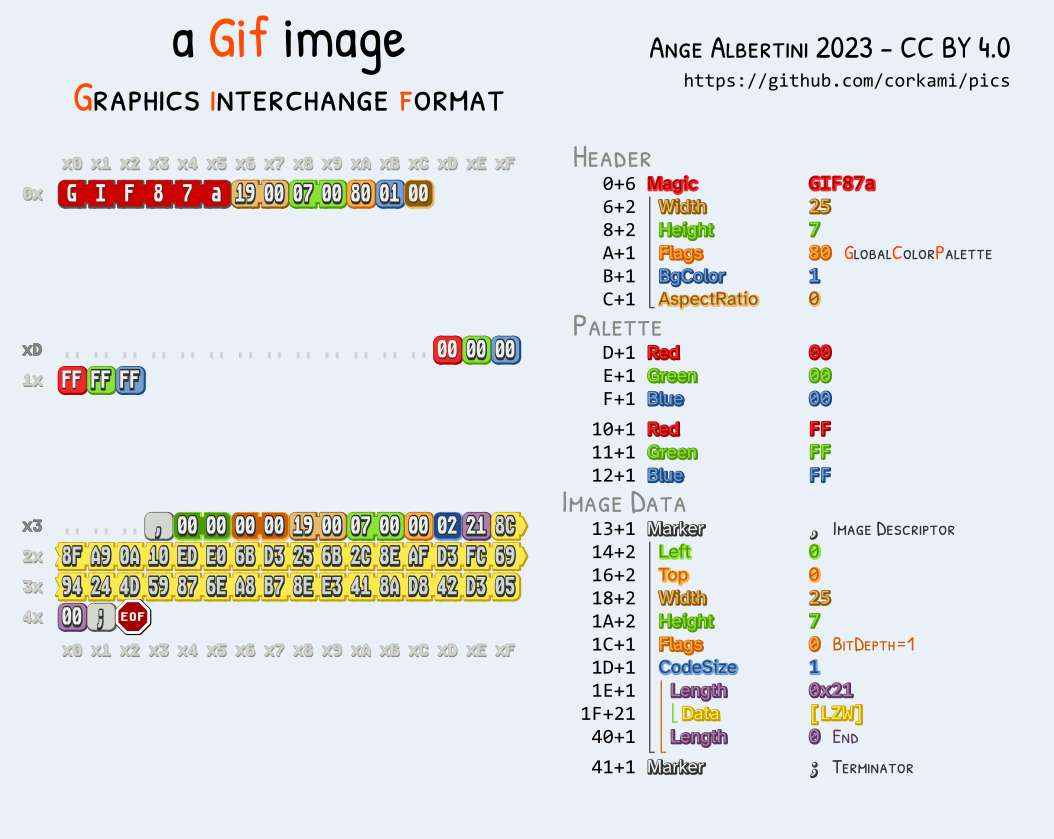 a Gif image
Graphics Interchange Format
Ange Albertini 2023 - CC BY 4.0
https://github.com/corkami/pics
x0 x1 x2 x3 x4 x5 x6 x7 x8 x9 xA xB xC xD xE xF
0x G I F 8 7 a 19 00 07 00 80 01 00
xD .. .. .. .. .. .. .. .. .. .. .. .. .. 00 00 00
1x FF FF FF
x3 .. .. .. , 00 00 00 00 19 00 07 00 00 02 21 8C
2x 8F A9 0A 10 ED E0 6B D3 25 6B 2C 8E AF D3 FC 69
3x 94 24 4D 59 87 6E A8 B7 8E E3 41 8A D8 42 D3 05
4x 00 ; EOF
x0 x1 x2 x3 x4 x5 x6 x7 x8 x9 xA xB xC xD xE xF
Header
0+6 Magic GIF87a
6+2 Width 25
8+2 Height 7
A+1 Flags 80 GlobalColorPalette
B+1 BgColor 1
C+1 AspectRatio 0
Palette
D+1 Red 00
E+1 Green 00
F+1 Blue 00
10+1 Red FF
11+1 Green FF
12+1 Blue FF
Image Data
13+1 Marker , Image Descriptor
14+2 Left 0
16+2 Top 0
18+2 Width 25
1A+2 Height 7
1C+1 Flags 0 BitDepth=1
1D+1 CodeSize 1
1E+1 Length 0x21
1F+21 Data [LZW]
40+1 Length 0 End
41+1 Marker ; Terminator